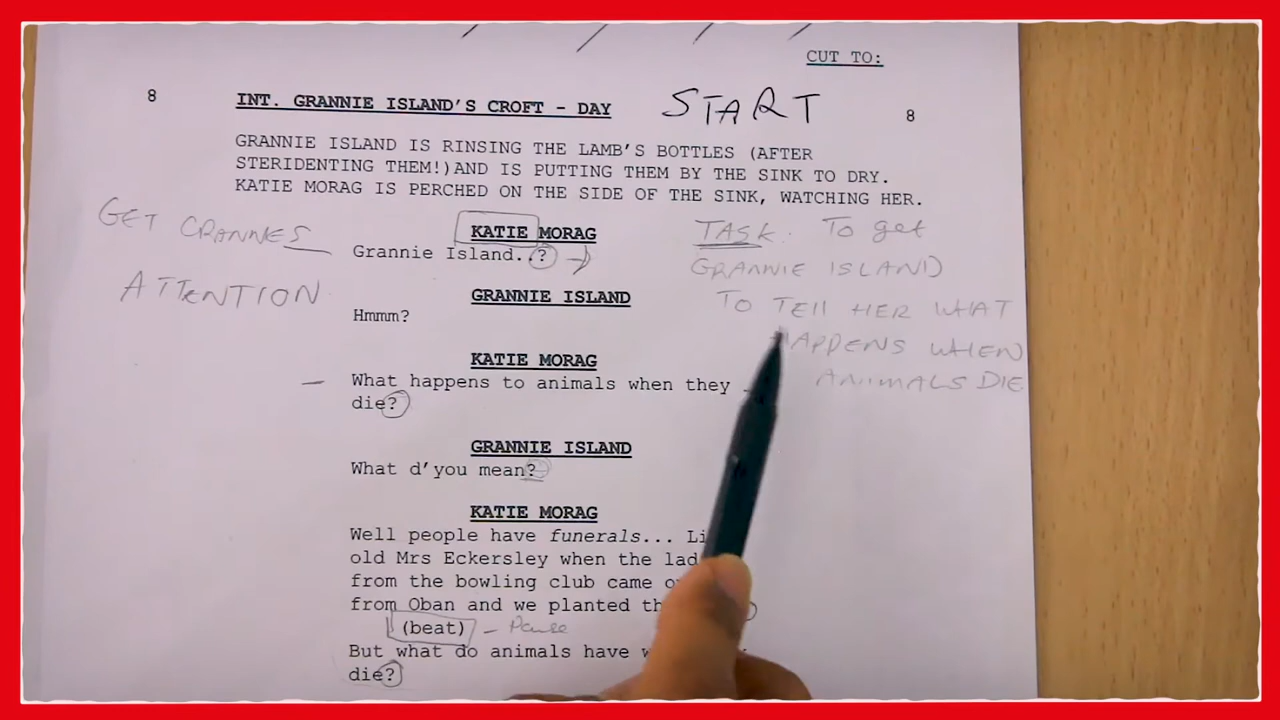 CUT TO:
8 INT. GRANNIE ISLAND'S CROFT - DAY START 8
GRANNIE ISLAND IS RINSING THE LAMB'S BOTTLES (AFTER
STERIDENTING THEM!)AND IS PUTTING THEM BY THE SINK TO DRY.
KATIE MORAG IS PERCHED ON THE SIDE OF THE SINK, WATCHING HER.
GET GRANNIES
ATTENTION
KATIE MORAG
Grannie Island..?
TASK. To get
GRANNIE ISLAND
TO TEll HER WHAT
HAPPENS WHEN
ANIMALS DIE
GRANNIE ISLAND
Hmmm?
KATIE MORAG
What happens to animals when they
die?
GRANNIE ISLAND
What d'you mean?
KATIE MORAG
Well people have funerals...
old Mrs Eckersley when the
from the bowling club came
from Oban and we planted
(beat) - Pause
But what do animals have
die?